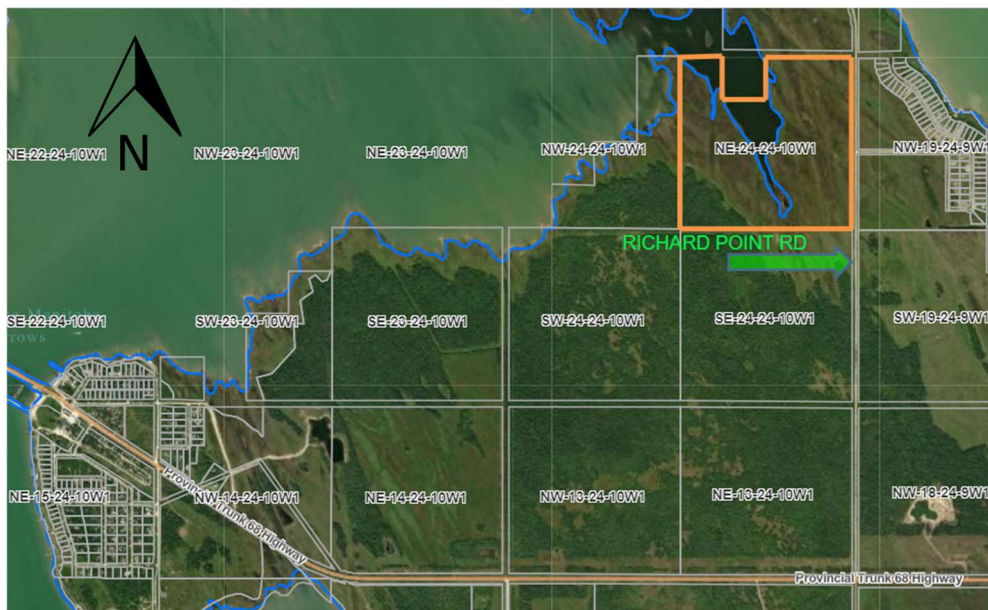 N
NE-22-24-10W1
NW-23-24-10W1
NE-23-24-10W1
NW-24-24-10W1
NE-24-24-10W1
NW-19-24-9W1
RICHARD POINT RD
SE-22-24-10W1
SW-23-24-10W1
SE-23-24-10W1
SW-24-24-10W1
SE-24-24-10W1
SW-19-24-9W1
NE-15-24-10W1
NW-14-24-10W1
NE-14-24-10W1
NW-13-24-10W1
NE-13-24-10W1
NW-18-24-9W1
Provincial Trunk 68 Highway
Provincial Trunk 68 Highway